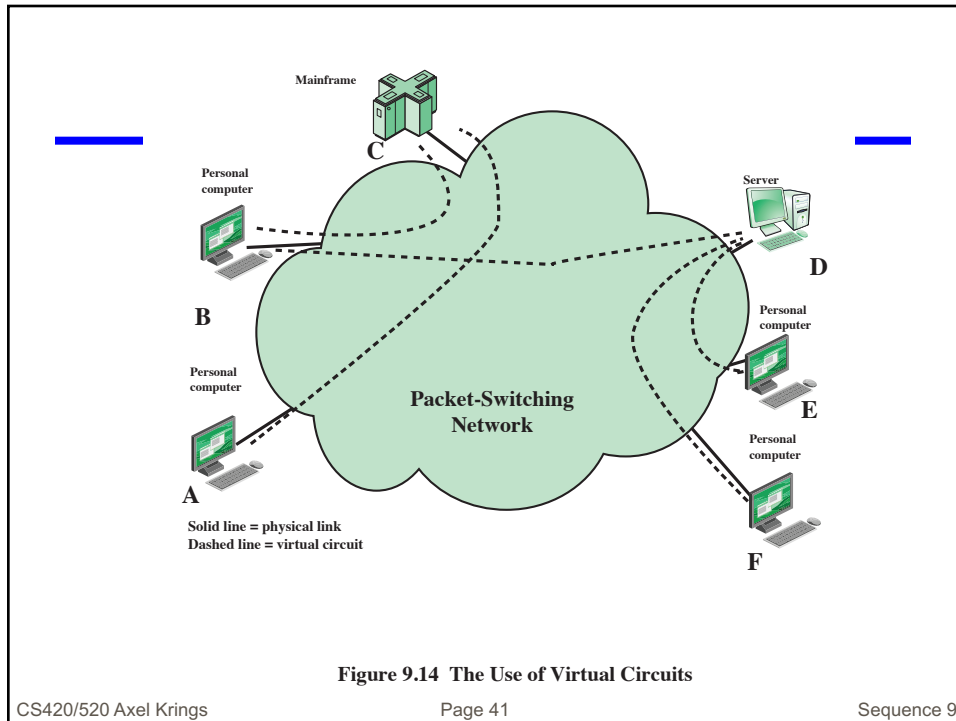 Mainframe
C
Personal
computer
B
Server
D
Personal
computer
E
Personal
computer
A
Packet-Switching
Network
Personal
computer
F
Solid line = physical link
Dashed line = virtual circuit
Figure 9.14 The Use of Virtual Circuits
CS420/520 Axel Krings
Page 41
Sequence 9